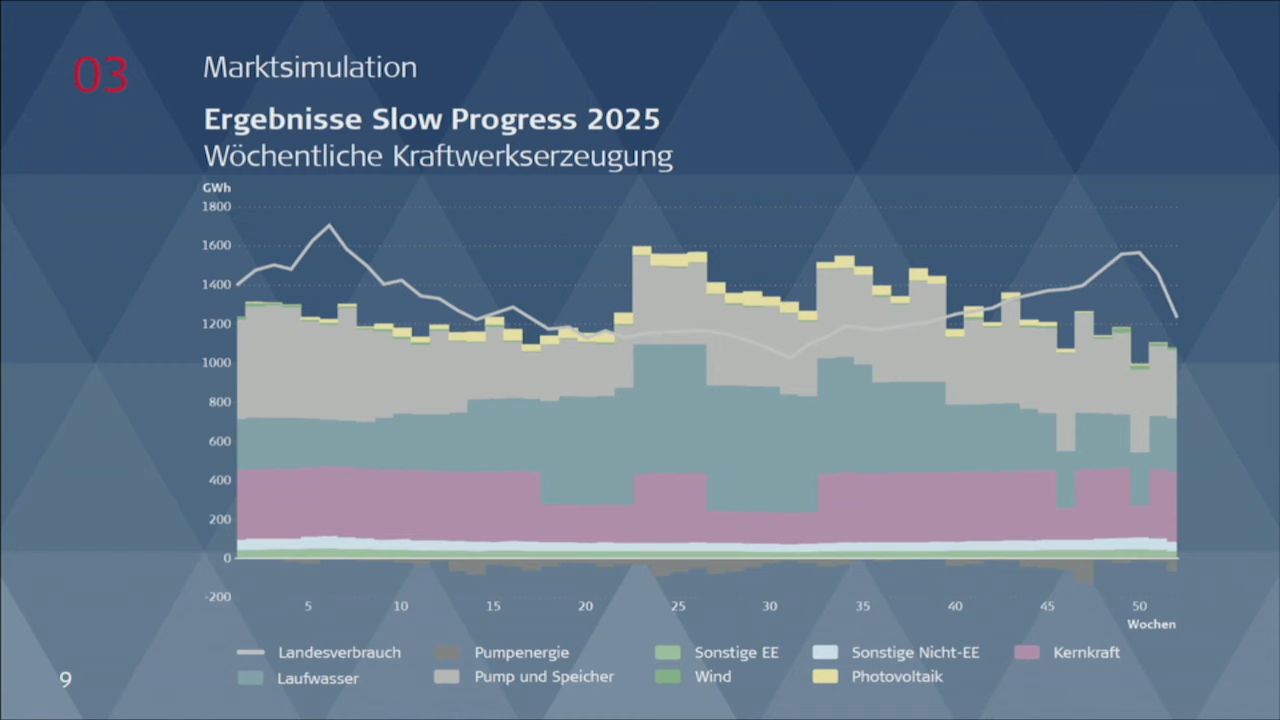 03
Marktsimulation
Ergebnisse Slow Progress 2025
Wöchentliche Kraftwerkserzeugung
GWh
1800
1600
1400
1200
1000
800
600
400
200
0
-200
5 10 15 20 25 30 35 40 45 50
Wochen
Landesverbrauch Pumpenergie Sonstige EE Sonstige Nicht-EE Kernkraft
Laufwasser Pump und Speicher Wind Photovoltaik
9